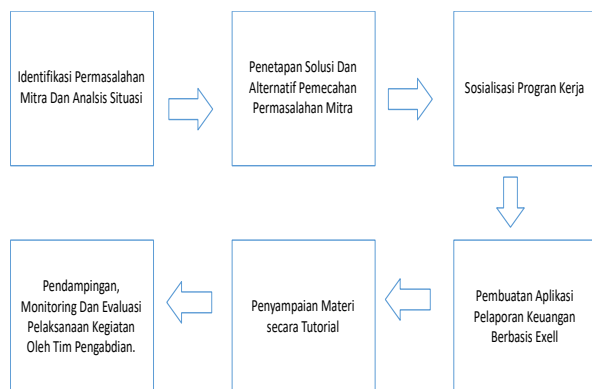 Identifikasi Permasalahan
Mitra Dan Analsis Situasi
Penetapan Solusi Dan
Alternatif Pemecahan
Permasalahan Mitra
Sosialisasi Progran Kerja
Pembuatan Aplikasi
Pelaporan Keuangan
Berbasis Exell
Penyampaian Materi
secara Tutorial
Pendampingan,
Monitoring Dan Evaluasi
Pelaksanaan Kegiatan
Oleh Tim Pengabdian.